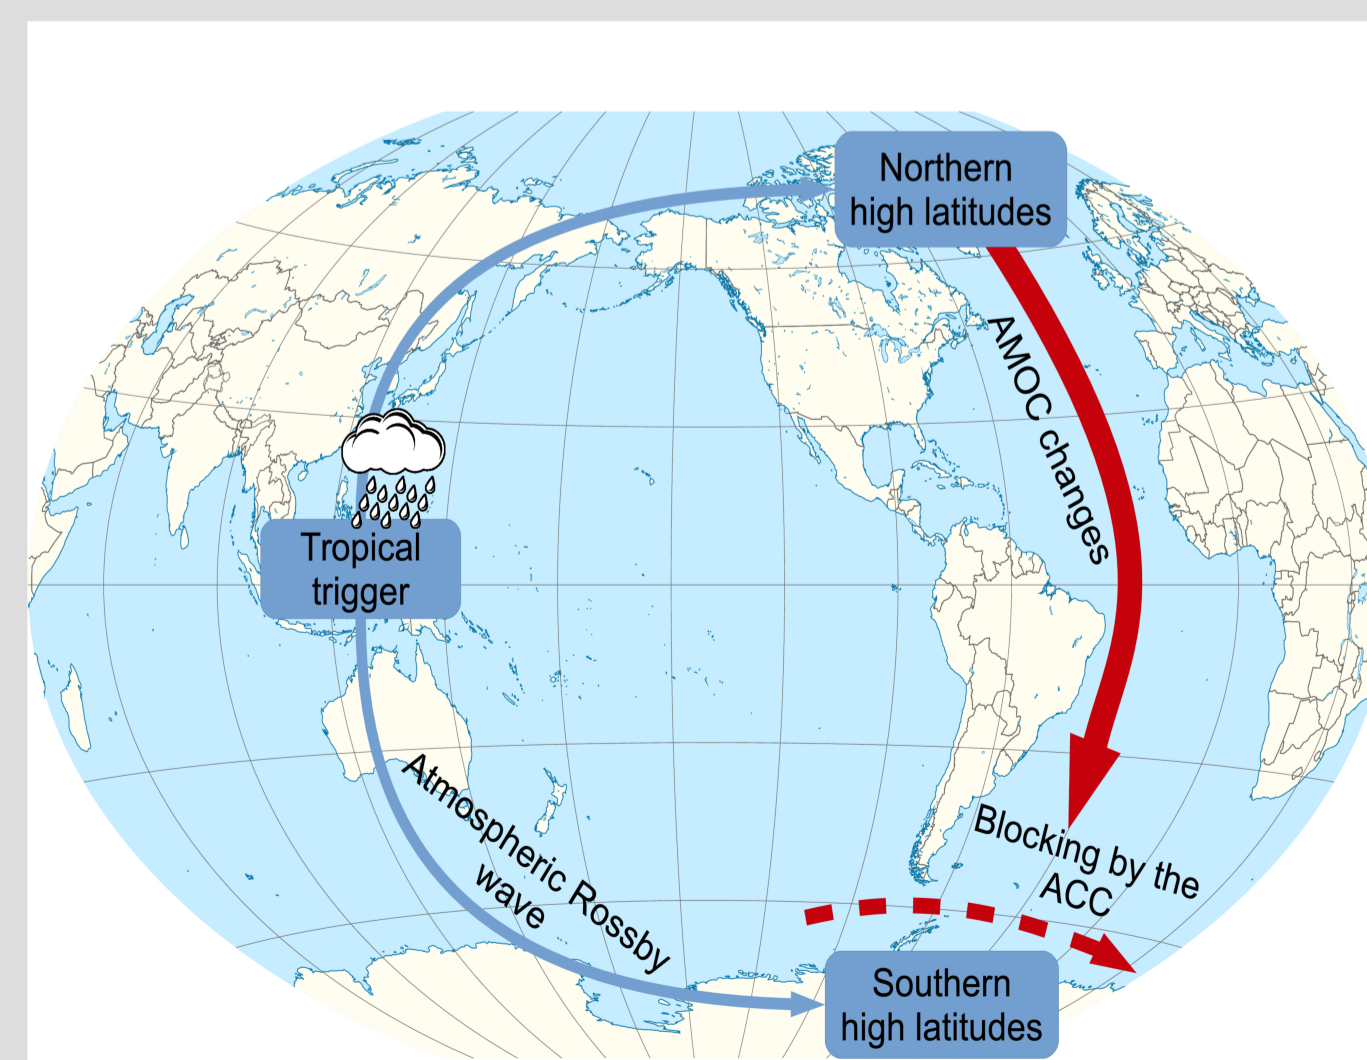 Northern
high latitudes
AMOC changes
Tropical
trigger
Atmospheric Rossby
wave
Blocking by the
ACC
Southern
high latitudes